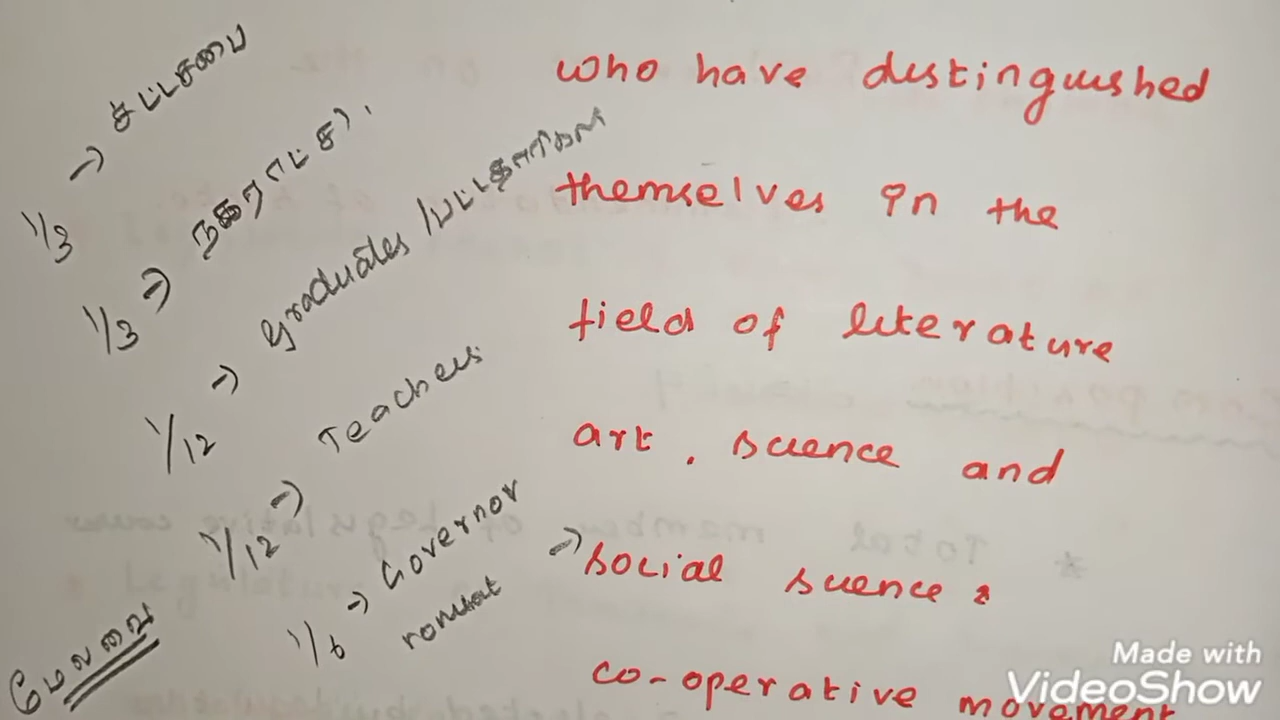 1/3 → சட்டசபை
1/3 → நகராட்சி.
1/12 → graduates /பட்டதாரிகள்
1/12 → Teachers
1/6 → Governor
மேலவை
who have distinguished
themselves in the
field of literature
art. science and
→ social science &
co-operative movement
Made with
VideoShow